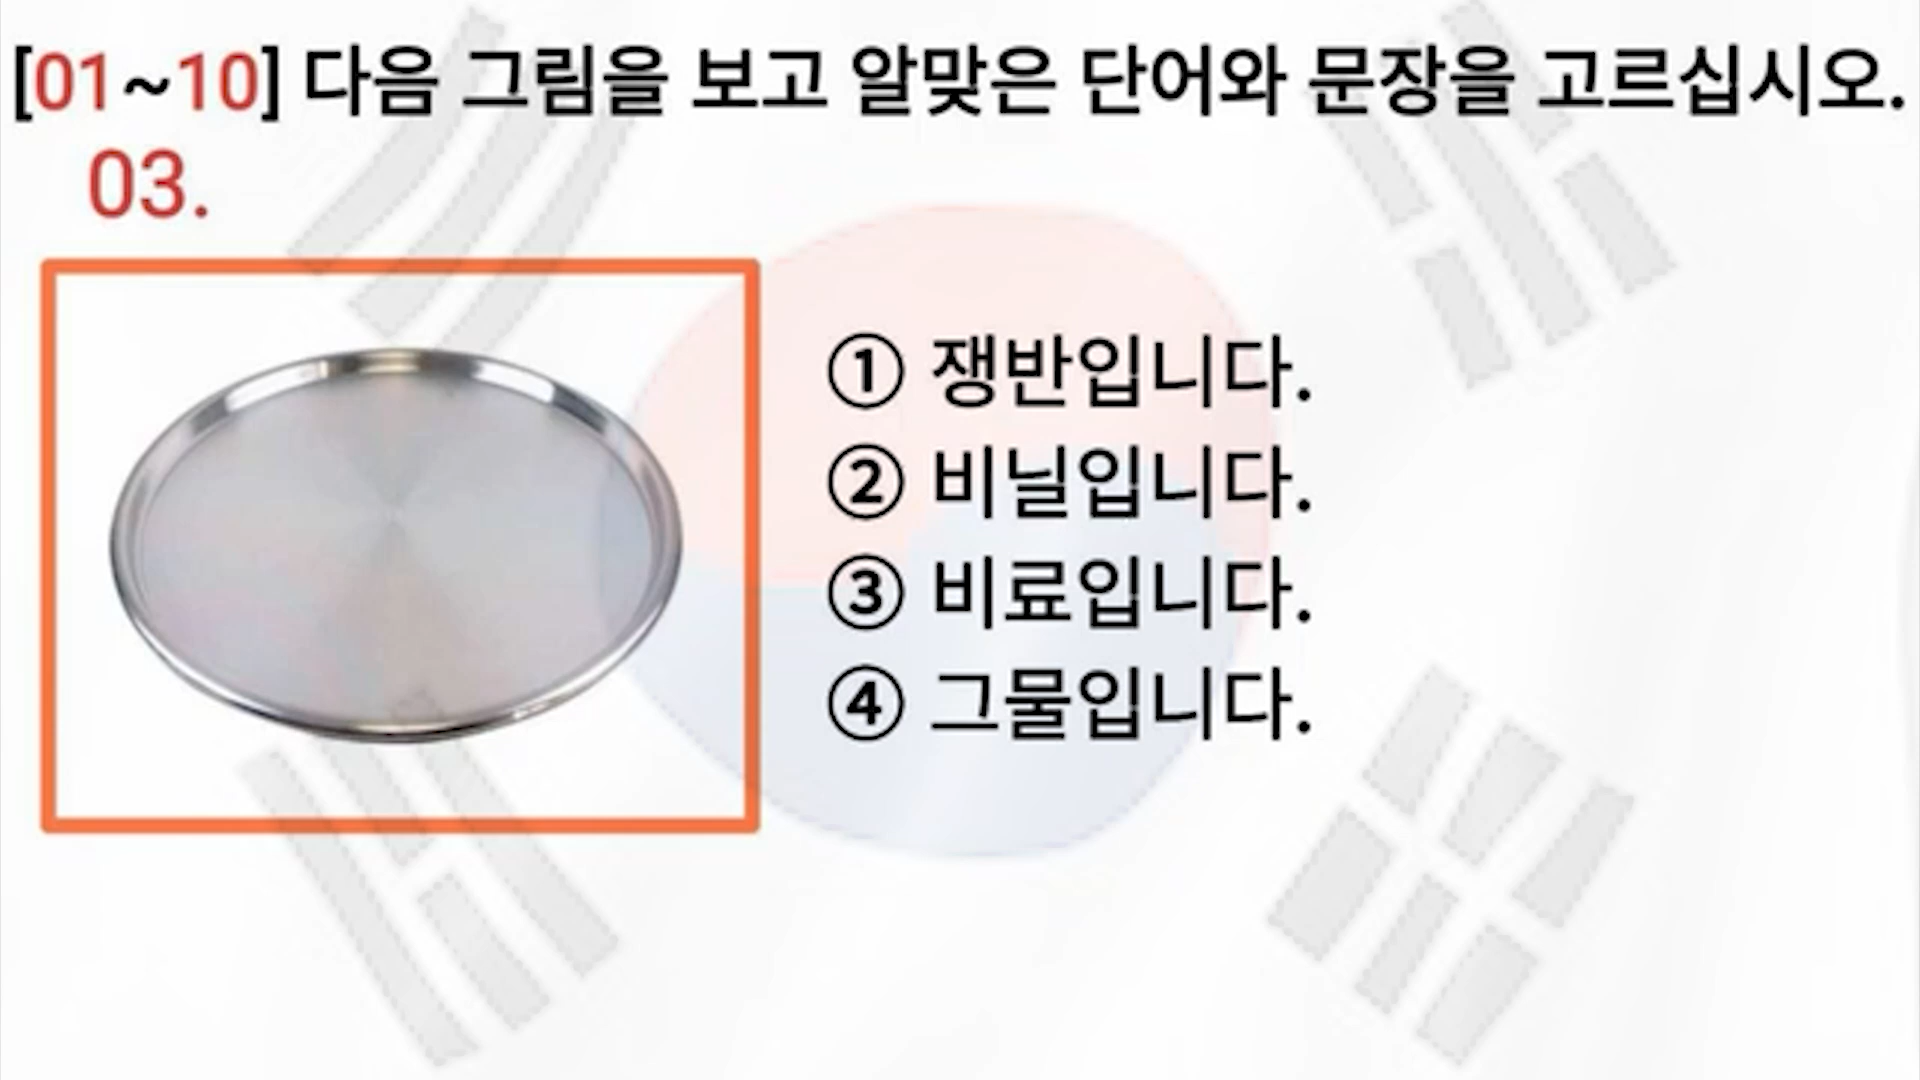 [01~10] 다음 그림을 보고 알맞은 단어와 문장을 고르십시오.
03.
① 쟁반입니다.
② 비닐입니다.
③ 비료입니다.
④ 그물입니다.